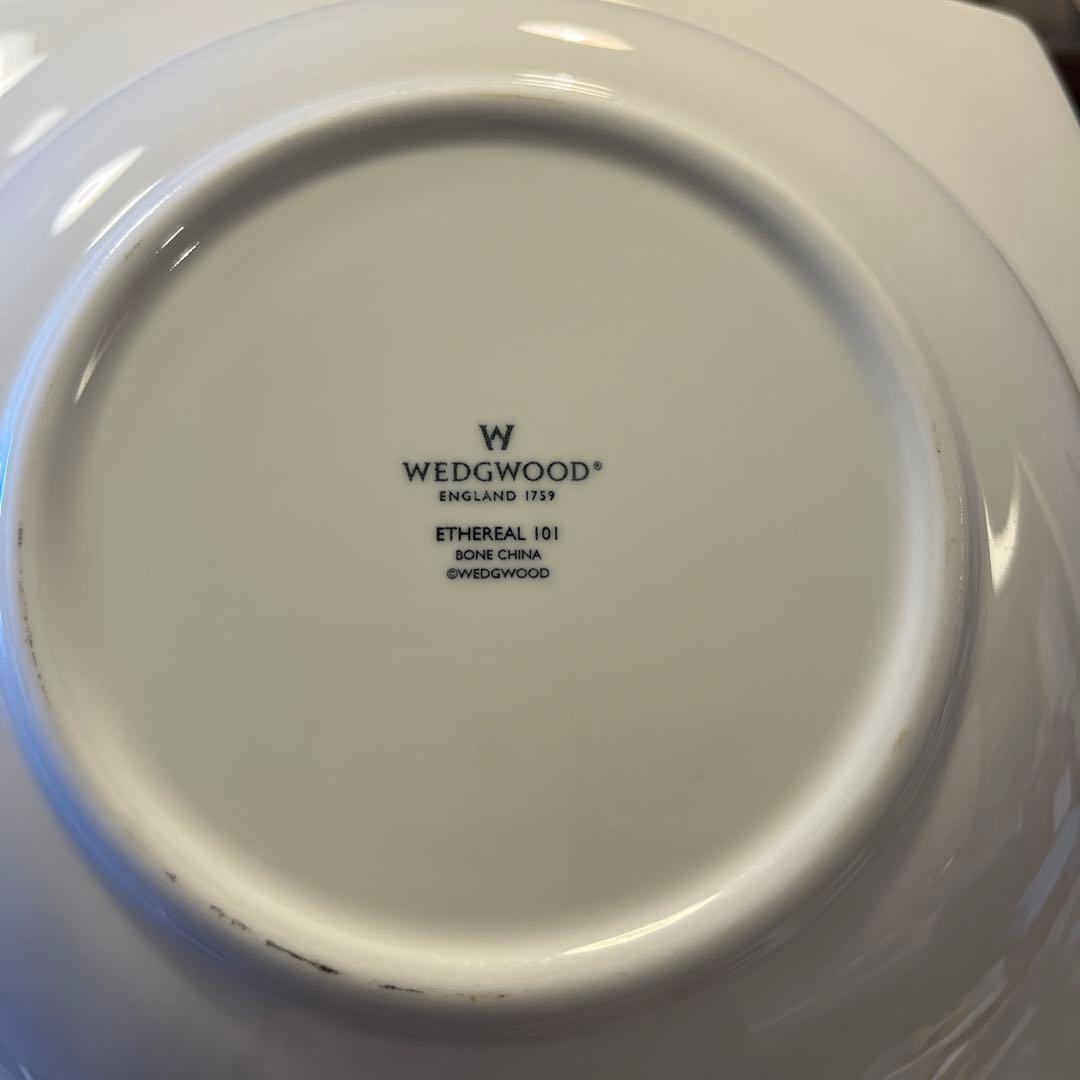 W
WEDGWOOD®
ENGLAND 1759
ETHEREAL 101
BONE CHINA
©WEDGWOOD